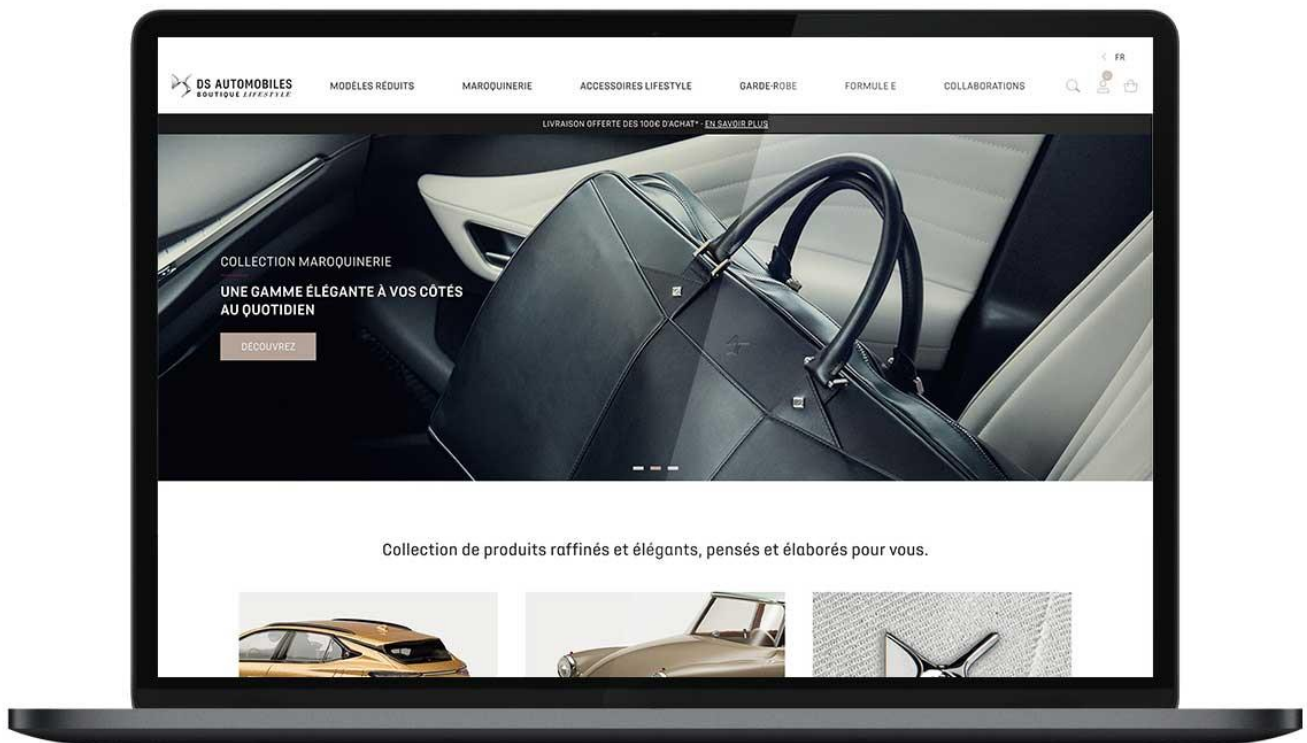 FR
DS AUTOMOBILES
BOUTIQUE LIFESTYLE
MODÈLES RÉDUITS
MAROQUINERIE
ACCESSOIRES LIFESTYLE
GARDE-ROBE
FORMULE E
COLLABORATIONS
LIVRAISON OFFERTE DES 100€ D'ACHAT* - EN SAVOIR PLUS
COLLECTION MAROQUINERIE
UNE GAMME ÉLÉGANTE À VOS CÔTÉS
AU QUOTIDIEN
DÉCOUVREZ
Collection de produits raffinés et élégants, pensés et élaborés pour vous.